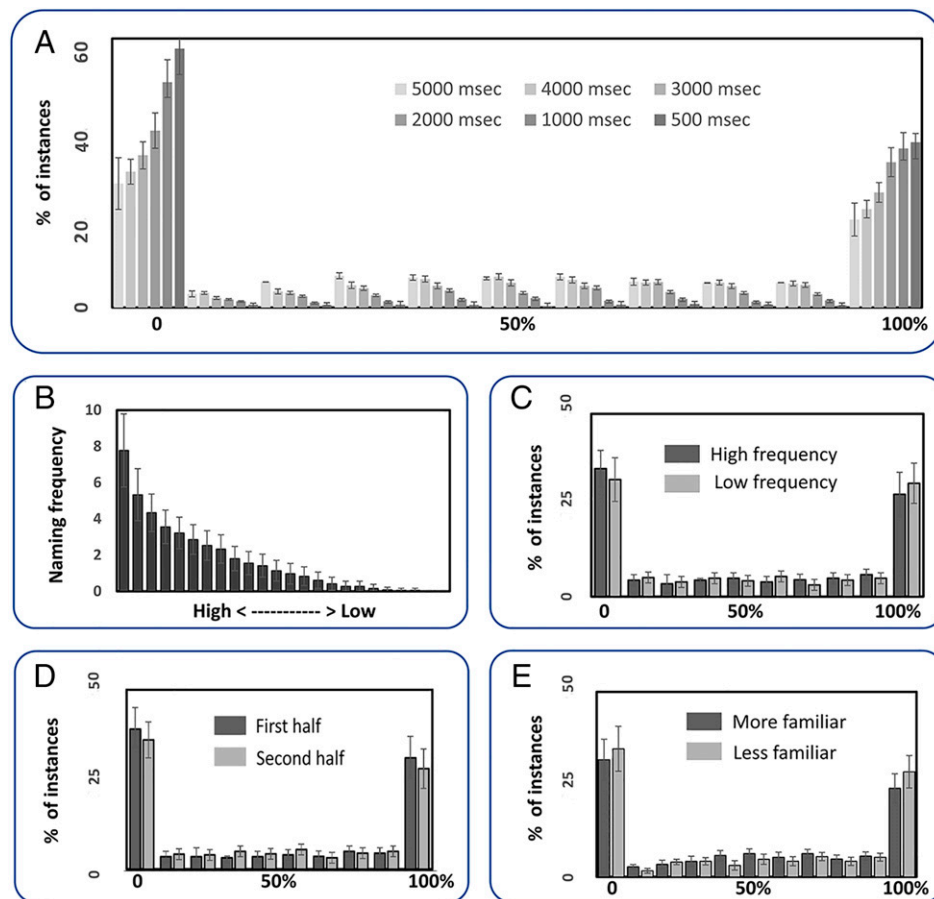 A
60
40
20
0
% of instances
5000 msec 4000 msec 3000 msec
2000 msec 1000 msec 500 msec
0 50% 100%
B
10
8
6
4
2
0
Naming frequency
High < ----------- > Low
C
50
25
0
% of instances
High frequency
Low frequency
0 50% 100%
D
50
25
0
% of instances
First half
Second half
0 50% 100%
E
50
25
0
% of instances
More familiar
Less familiar
0 50% 100%